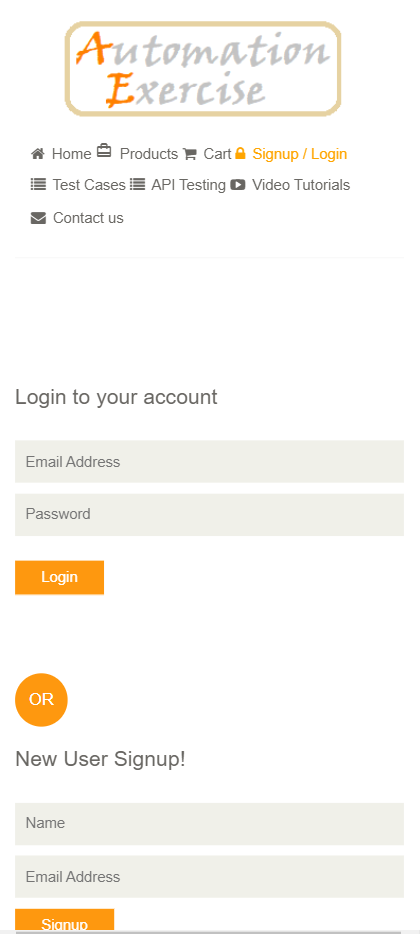 Automation
Exercise
Home Products Cart Signup / Login
Test Cases API Testing Video Tutorials
Contact us
Login to your account
Email Address
Password
Login
OR
New User Signup!
Name
Email Address
Signup